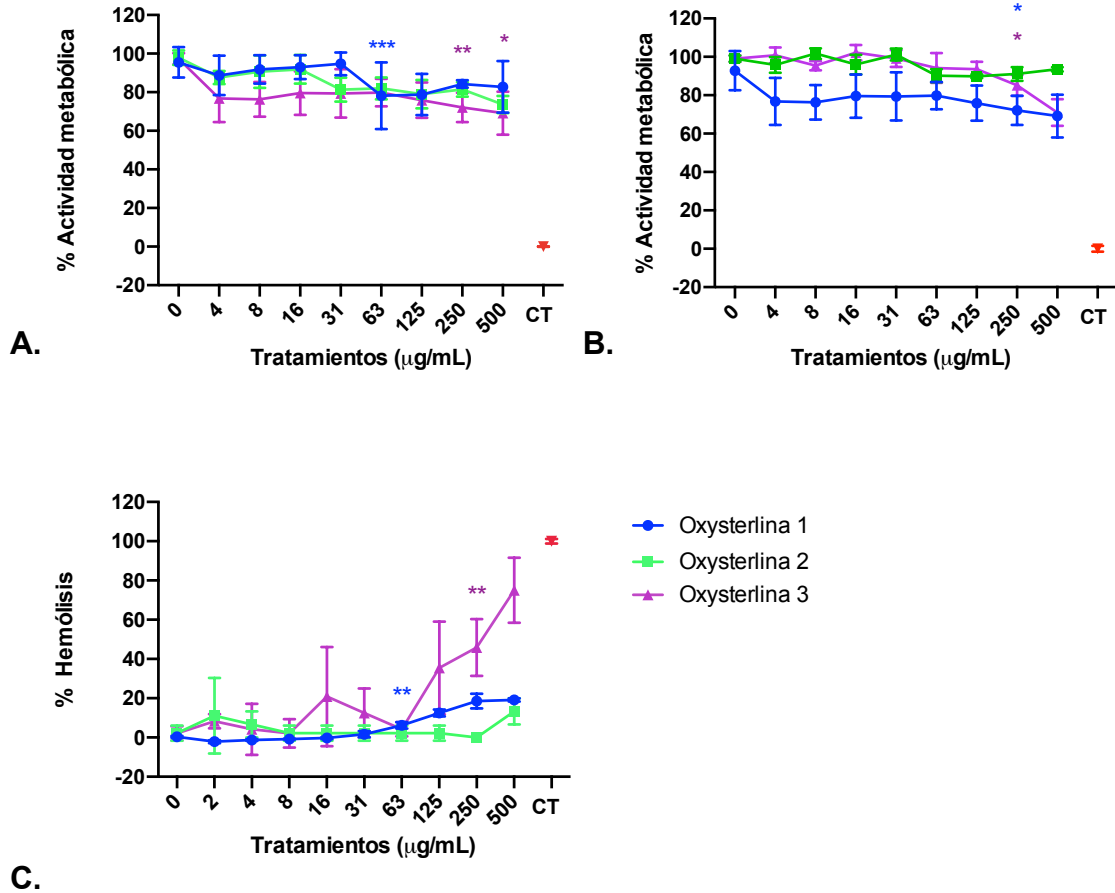 120
100
80
60
40
20
0
-20
% Actividad metabólica
***
**
*
0 4 8 16 31 63 125 250 500 CT
Tratamientos (μg/mL)
A.
120
100
80
60
40
20
0
-20
% Actividad metabólica
*
*
0 4 8 16 31 63 125 250 500 CT
Tratamientos (μg/mL)
B.
120
100
80
60
40
20
0
-20
% Hemólisis
**
**
0 2 4 8 16 31 63 125 250 500 CT
Tratamientos (μg/mL)
C.
Oxysterlina 1
Oxysterlina 2
Oxysterlina 3